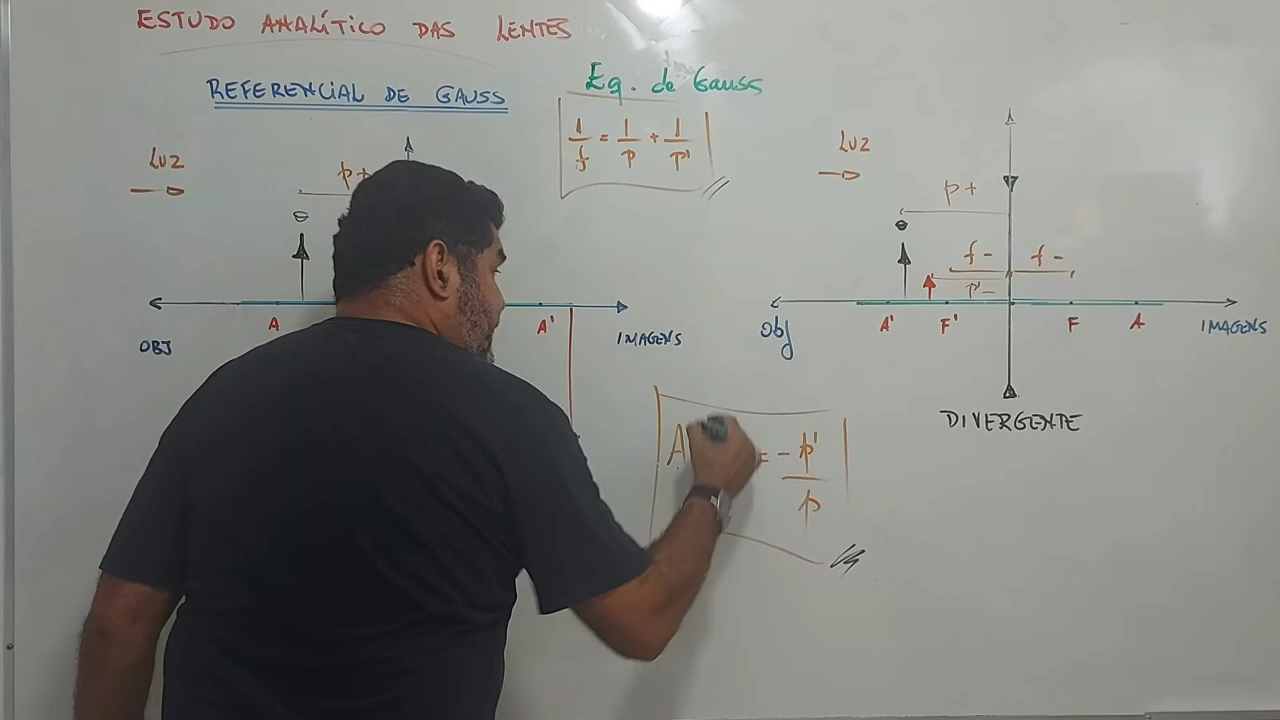 ESTUDO ANALÍTICO DAS LENTES
REFERENCIAL DE GAUSS
Eq. de Gauss
1/f = 1/p + 1/p'
LUZ
p+
o
A
A'
OBJ
IMAGENS
A
= - p'/p
LUZ
p+
o
f -
f -
p'-
A'
F'
F
A
Obj
IMAGENS
DIVERGENTE